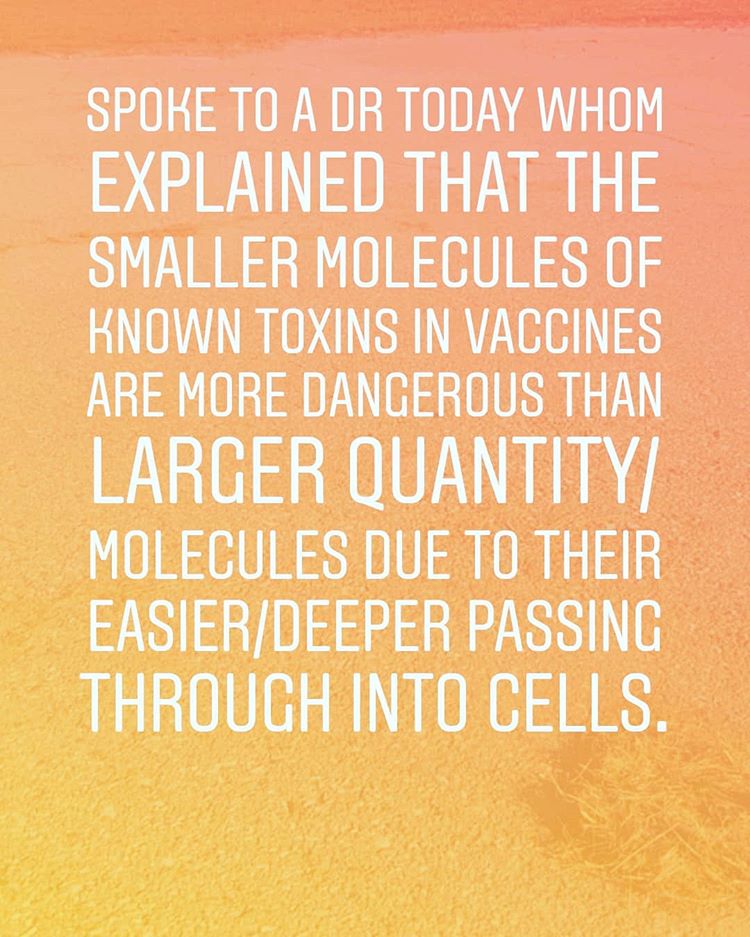 SPOKE TO A DR TODAY WHOM
EXPLAINED THAT THE
SMALLER MOLECULES OF
KNOWN TOXINS IN VACCINES
ARE MORE DANGEROUS THAN
LARGER QUANTITY/
MOLECULES DUE TO THEIR
EASIER/DEEPER PASSING
THROUGH INTO CELLS.